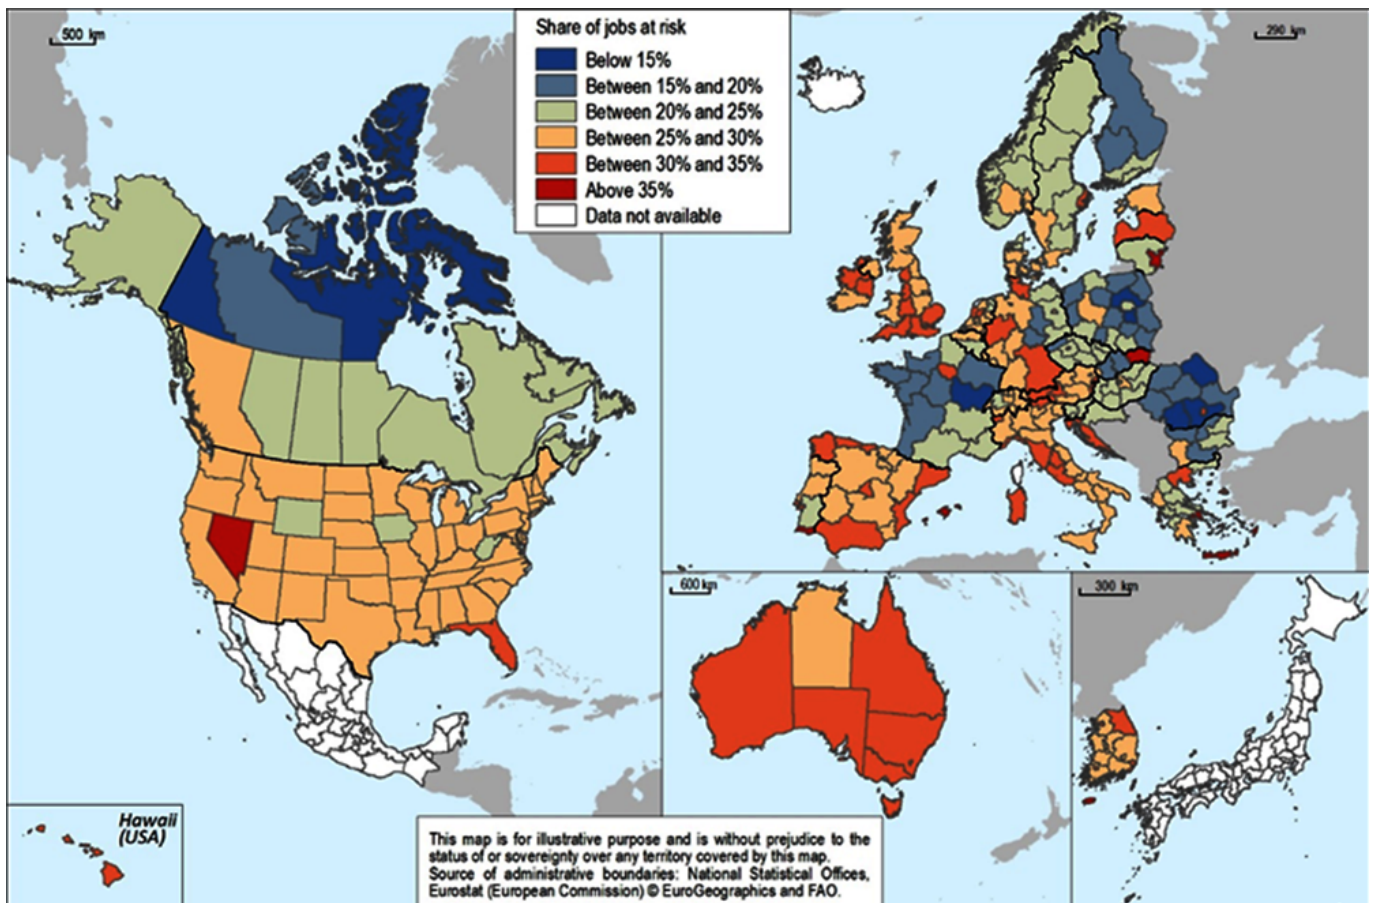 500 km
Share of jobs at risk
Below 15%
Between 15% and 20%
Between 20% and 25%
Between 25% and 30%
Between 30% and 35%
Above 35%
Data not available
290 km
600 km
300 km
Hawaii
(USA)
This map is for illustrative purpose and is without prejudice to the
status of or sovereignty over any territory covered by this map.
Source of administrative boundaries: National Statistical Offices,
Eurostat (European Commission) © EuroGeographics and FAO.